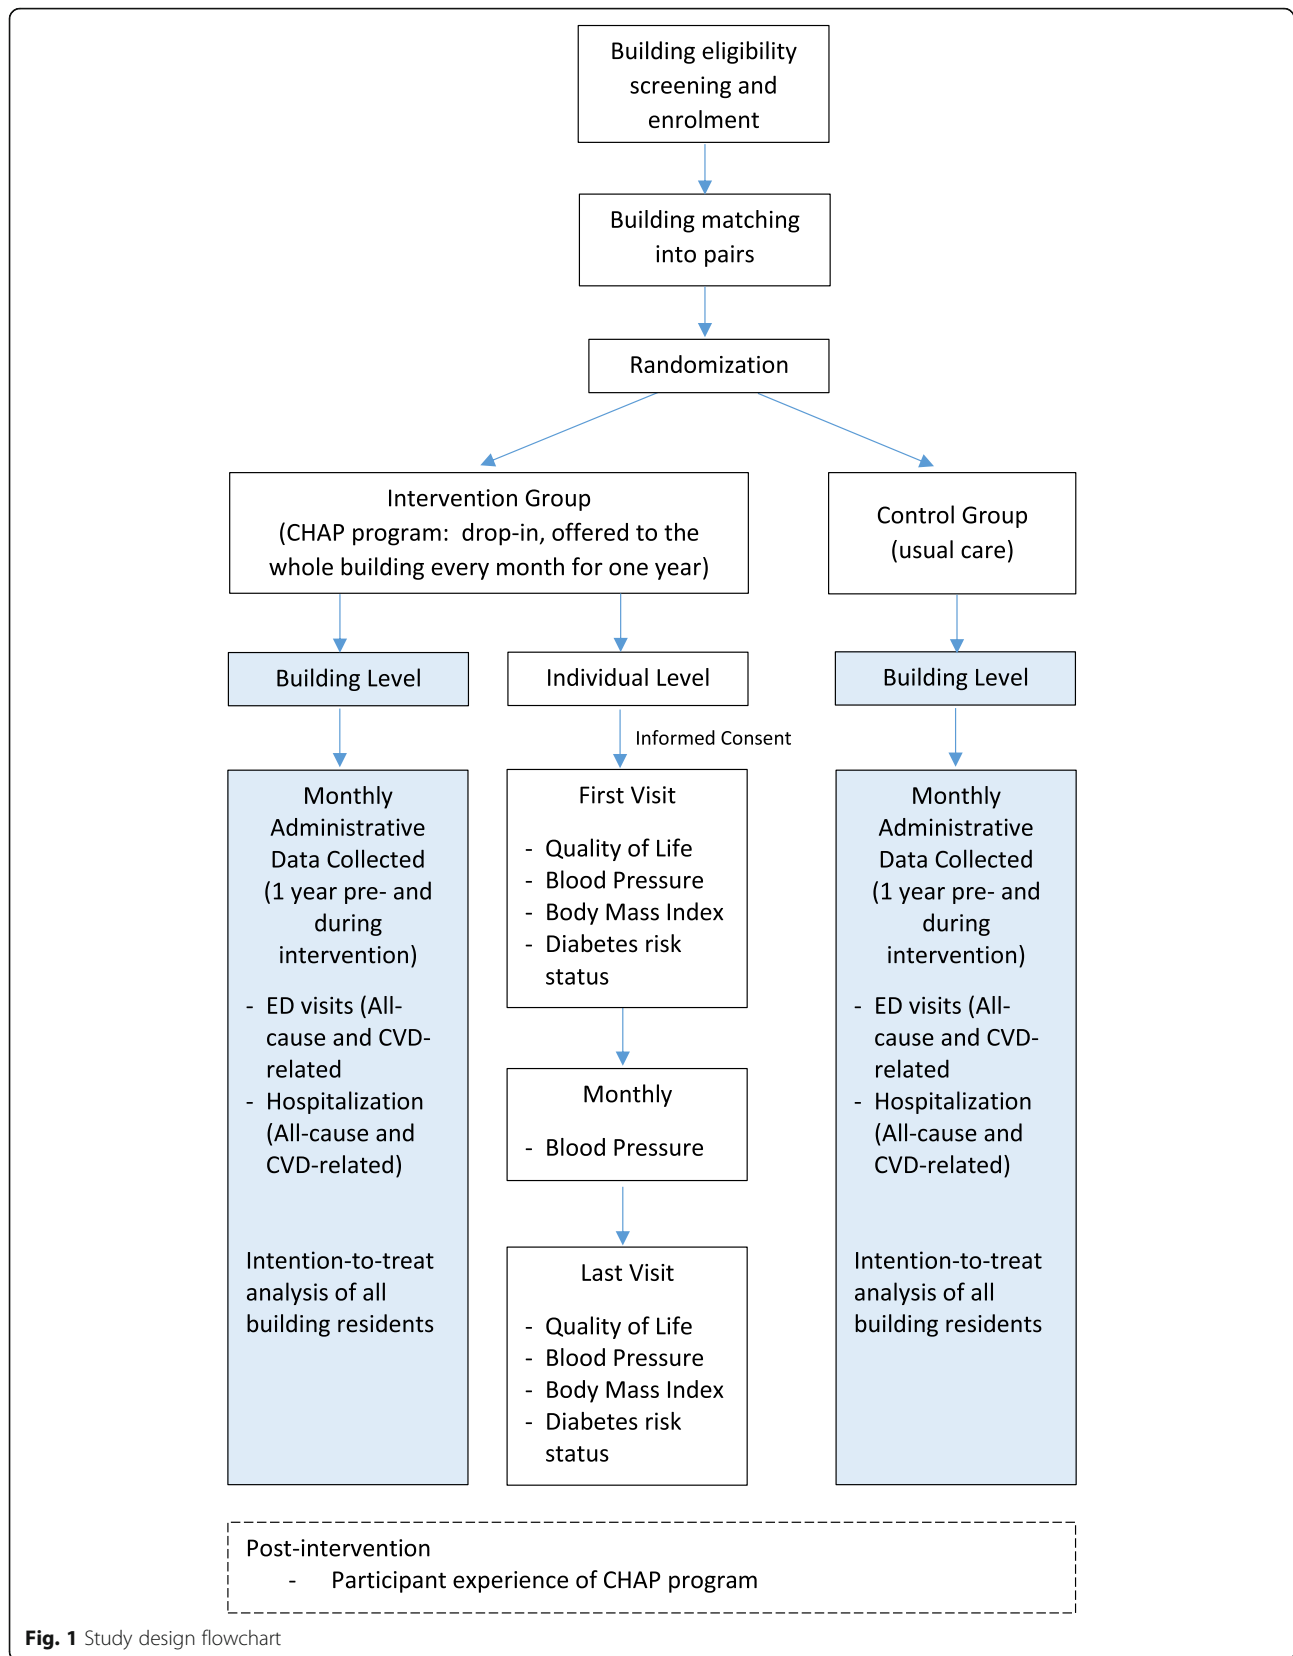 Building eligibility
screening and
enrolment
Building matching
into pairs
Randomization
Intervention Group
(CHAP program:  drop-in, offered to the
whole building every month for one year)
Control Group
(usual care)
Building Level
Individual Level
Building Level
Informed Consent
Monthly
Administrative
Data Collected
(1 year pre- and
during
intervention)
- ED visits (All-
cause and CVD-
related
- Hospitalization
(All-cause and
CVD-related)
Intention-to-treat
analysis of all
building residents
First Visit
- Quality of Life
- Blood Pressure
- Body Mass Index
- Diabetes risk
status
Monthly
- Blood Pressure
Last Visit
- Quality of Life
- Blood Pressure
- Body Mass Index
- Diabetes risk
status
Monthly
Administrative
Data Collected
(1 year pre- and
during
intervention)
- ED visits (All-
cause and CVD-
related
- Hospitalization
(All-cause and
CVD-related)
Intention-to-treat
analysis of all
building residents
Post-intervention
- Participant experience of CHAP program
Fig. 1 Study design flowchart